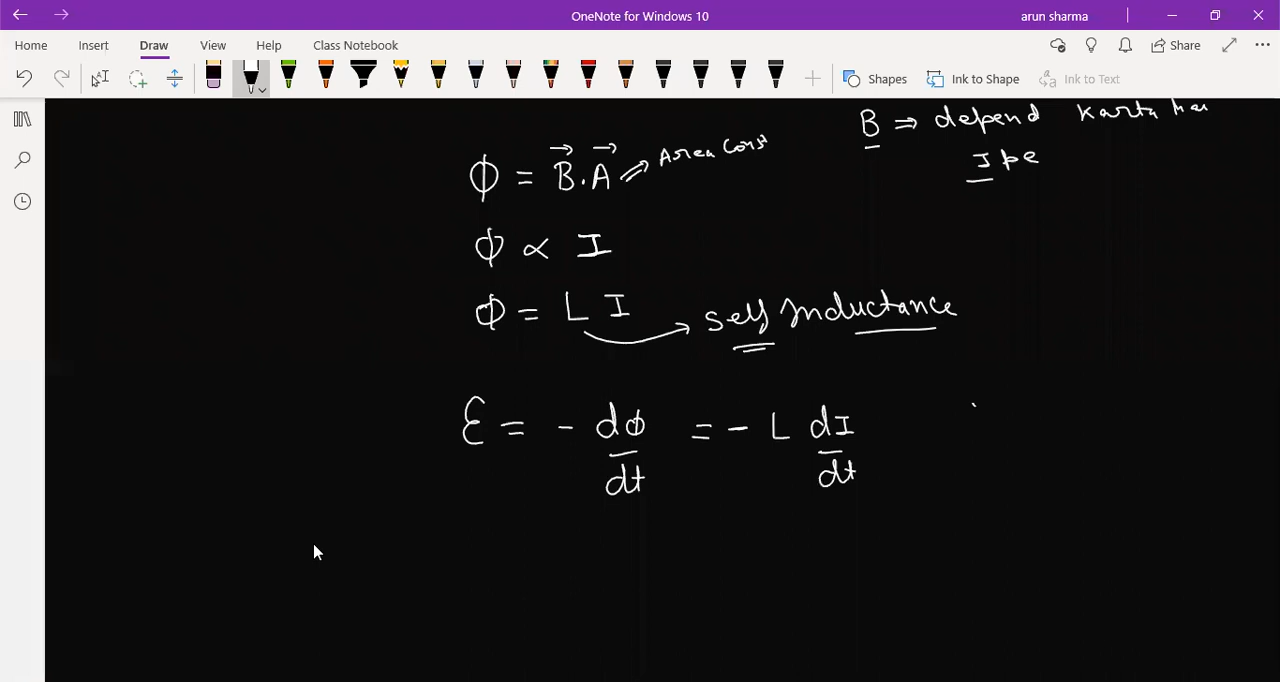 OneNote for Windows 10
arun sharma
Home Insert Draw View Help Class Notebook
Share
Shapes Ink to Shape Ink to Text
B ⇒ depend karta hai
I pe
ϕ = B⃗.A⃗ ⇒ Area Const
ϕ ∝ I
ϕ = L I → self Inductance
Ɛ = - dϕ/dt = - L dI/dt